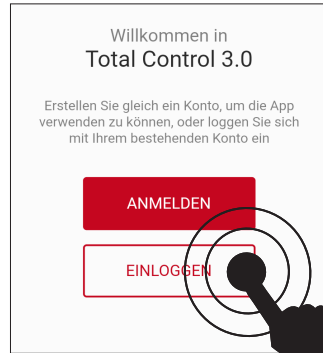 Willkommen in
Total Control 3.0
Erstellen Sie gleich ein Konto, um die App
verwenden zu können, oder loggen Sie sich
mit Ihrem bestehenden Konto ein
ANMELDEN
EINLOGGEN